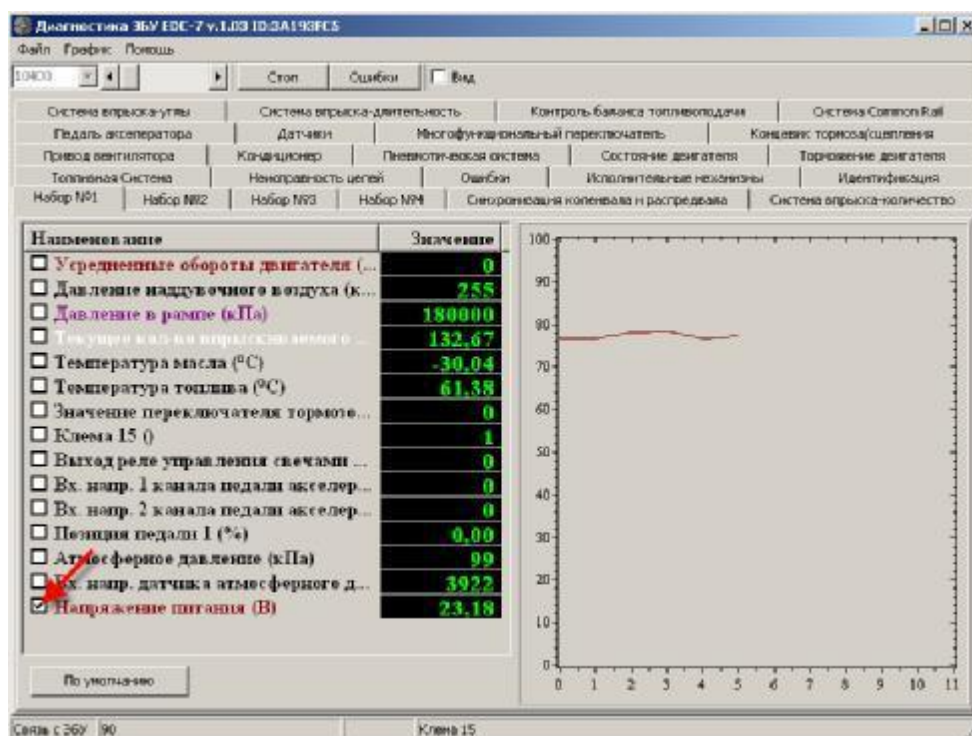 Диагностика ЭБУ EDC-7 v.1.03 ID:3A193FC5
Файл График Помощь
10400 Стоп Ошибки Вид
Система впрыска-углы Система впрыска-длительность Контроль баланса топливоподачи Система Common Rail
Педаль акселератора Датчики Многофункциональный переключатель Концевик тормоза/сцепления
Привод вентилятора Кондиционер Пневмотическая система Состояние двигателя Торможение двигателя
Топливная Система Неисправность цепей Ошибки Исполнительные механизмы Идентификация
Набор №1 Набор №2 Набор №3 Набор №4 Синхронизация коленвала и распредвала Система впрыска-количество
Наименование Значение
Усредненные обороты двигателя (... 0
Давление наддувочного воздуха (к... 255
Давление в рампе (кПа) 180000
Текущее кол-во впрыскиваемого ... 132,67
Температура масла (°C) -30,04
Температура топлива (°C) 61,38
Значение переключателя тормозо... 0
Клема 15 () 1
Выход реле управления свечами ... 0
Вх. напр. 1 канала педали акселер... 0
Вх. напр. 2 канала педали акселер... 0
Позиция педали 1 (%) 0,00
Атмосферное давление (кПа) 99
Вх. напр. датчика атмосферного д... 3922
Напряжение питания (В) 23,18
По умолчанию
100
90
80
70
60
50
40
30
20
10
0
0 1 2 3 4 5 6 7 8 9 10 11
Связь с ЭБУ 90 Клема 15